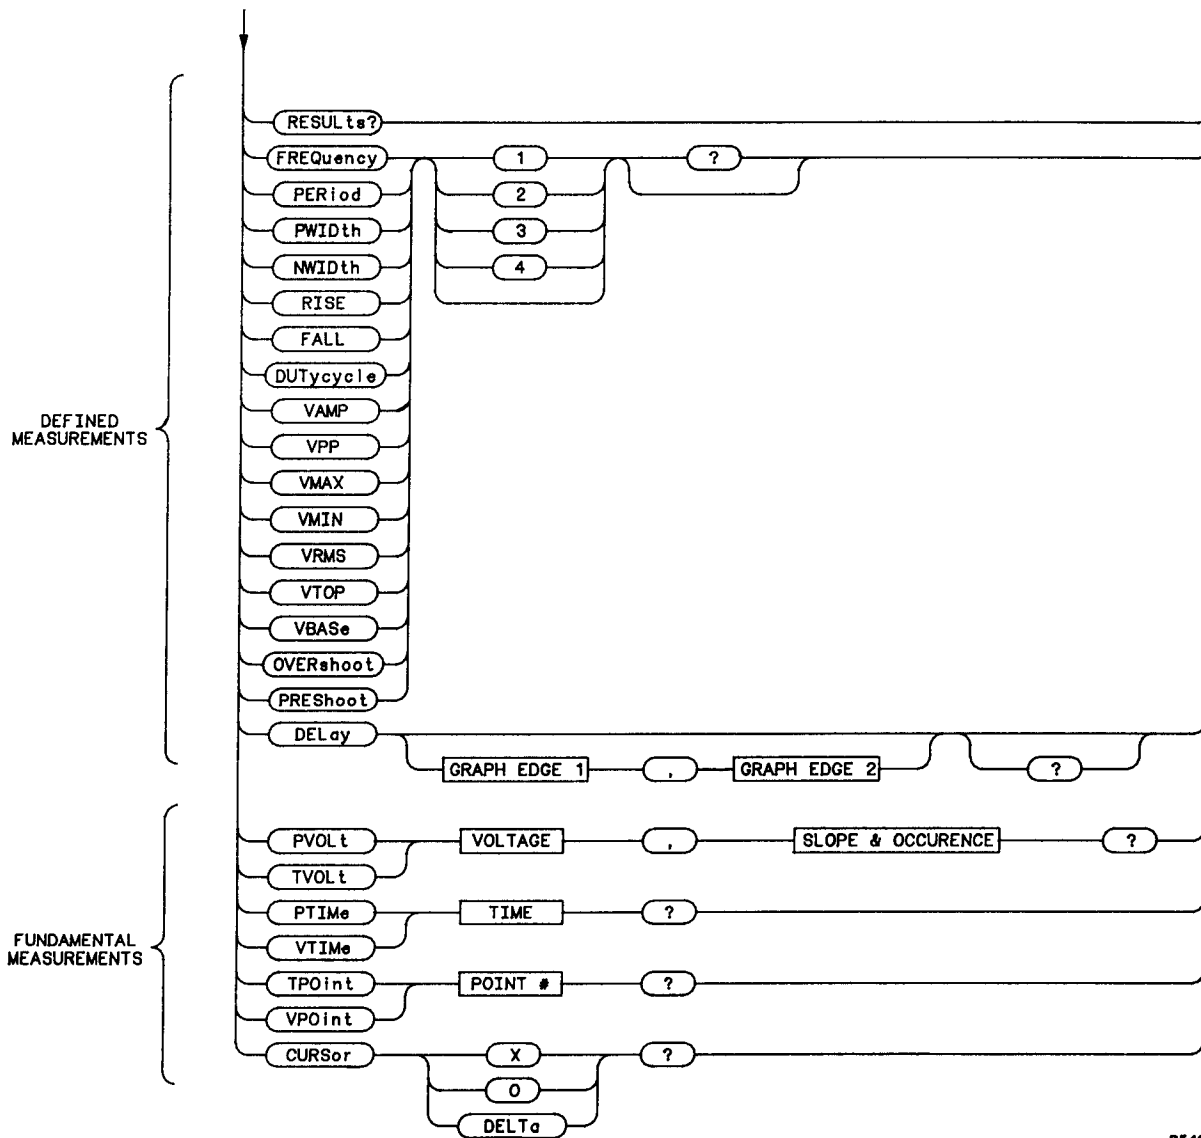 RESULts?
FREQuency 1 ?
PERiod 2
PWIDth 3
NWIDth 4
RISE
FALL
DUTycycle
VAMP
DEFINED
MEASUREMENTS
VPP
VMAX
VMIN
VRMS
VTOP
VBASe
OVERshoot
PREShoot
DELay
GRAPH EDGE 1 , GRAPH EDGE 2 ?
PVOLt VOLTAGE , SLOPE & OCCURENCE ?
TVOLt
PTIMe TIME ?
FUNDAMENTAL
MEASUREMENTS
VTIMe
TPOint POINT # ?
VPOint
CURSor X ?
O
DELTa